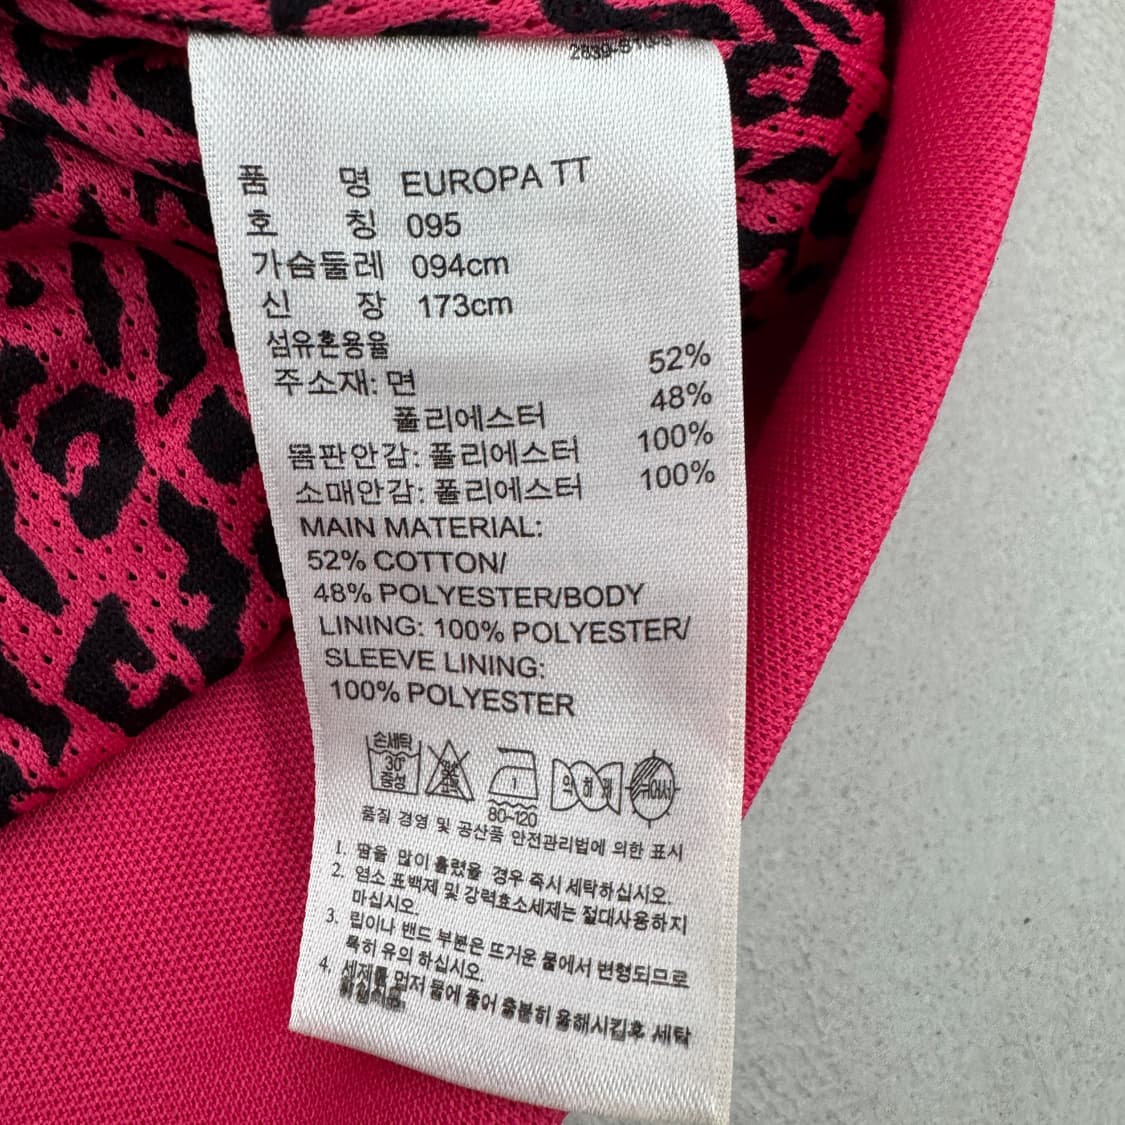 품 명 EUROPA TT
호 칭 095
가슴둘레 094cm
신 장 173cm
섬유혼용율
주소재: 면 52%
폴리에스터 48%
몸판안감: 폴리에스터 100%
소매안감: 폴리에스터 100%
MAIN MATERIAL:
52% COTTON/
48% POLYESTER/BODY
LINING: 100% POLYESTER/
SLEEVE LINING:
100% POLYESTER
손세탁
30°
중성
80~120
품질 경영 및 공산품 안전관리법에 의한 표시
1. 땀을 많이 흘렸을 경우 즉시 세탁하십시오.
2. 염소 표백제 및 강력효소세제는 절대사용하지
마십시오.
3. 립이나 밴드 부분은 뜨거운 물에서 변형되므로
특히 유의 하십시오.
4. 세제를 먼저 물에 풀어 충분히 용해시킨후 세탁
하십시오.